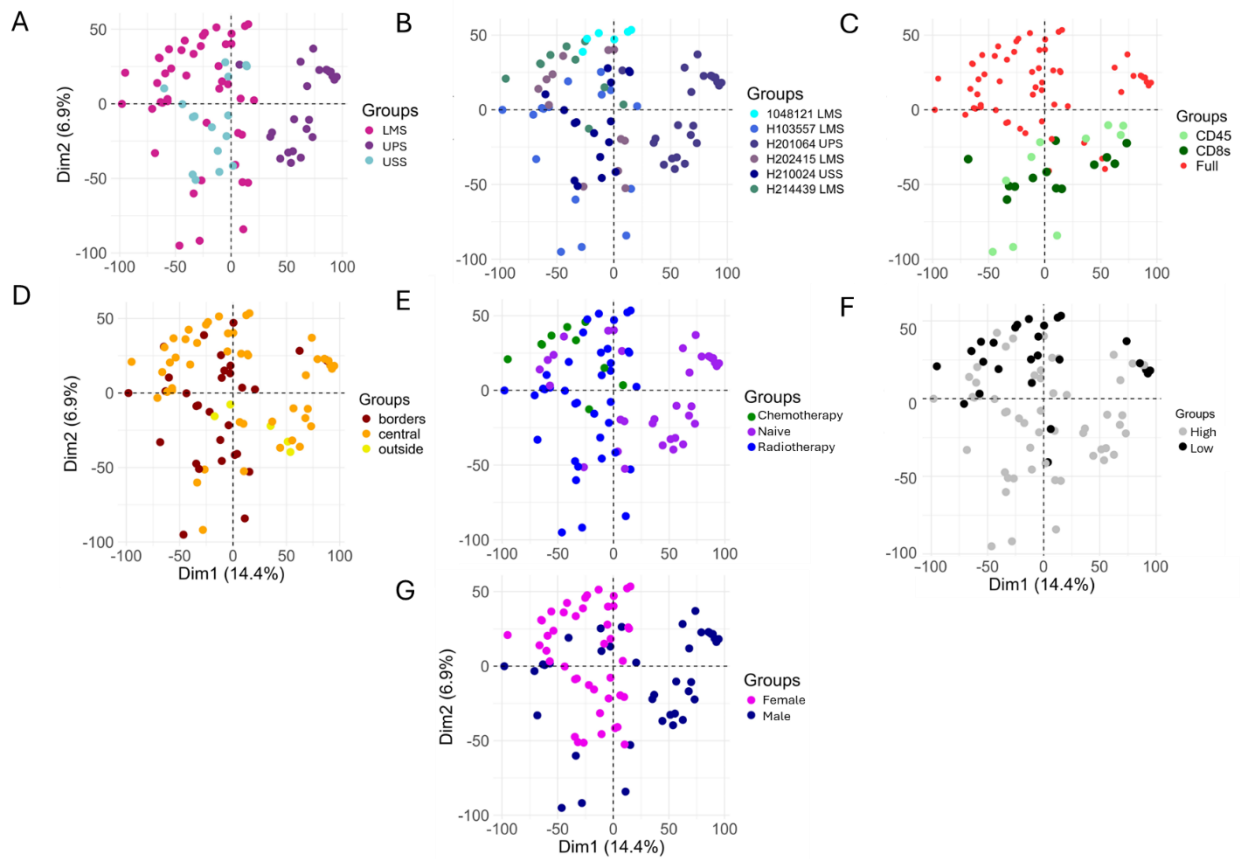 A
50
0
-50
-100
-100
-50
0
50
100
Dim2 (6.9%)
Groups
LMS
UPS
USS
B
50
0
-50
-100
-100
-50
0
50
100
Groups
1048121 LMS
H103557 LMS
H201064 UPS
H202415 LMS
H210024 USS
H214439 LMS
C
50
0
-50
-100
-100
-50
0
50
100
Groups
CD45
CD8s
Full
D
50
0
-50
-100
-100
-50
0
50
100
Dim2 (6.9%)
Dim1 (14.4%)
Groups
borders
central
outside
E
50
0
-50
-100
-100
-50
0
50
100
Groups
Chemotherapy
Naive
Radiotherapy
F
50
0
-50
-100
-100
-50
0
50
100
Dim1 (14.4%)
Groups
High
Low
G
50
0
-50
-100
-100
-50
0
50
100
Dim2 (6.9%)
Dim1 (14.4%)
Groups
Female
Male